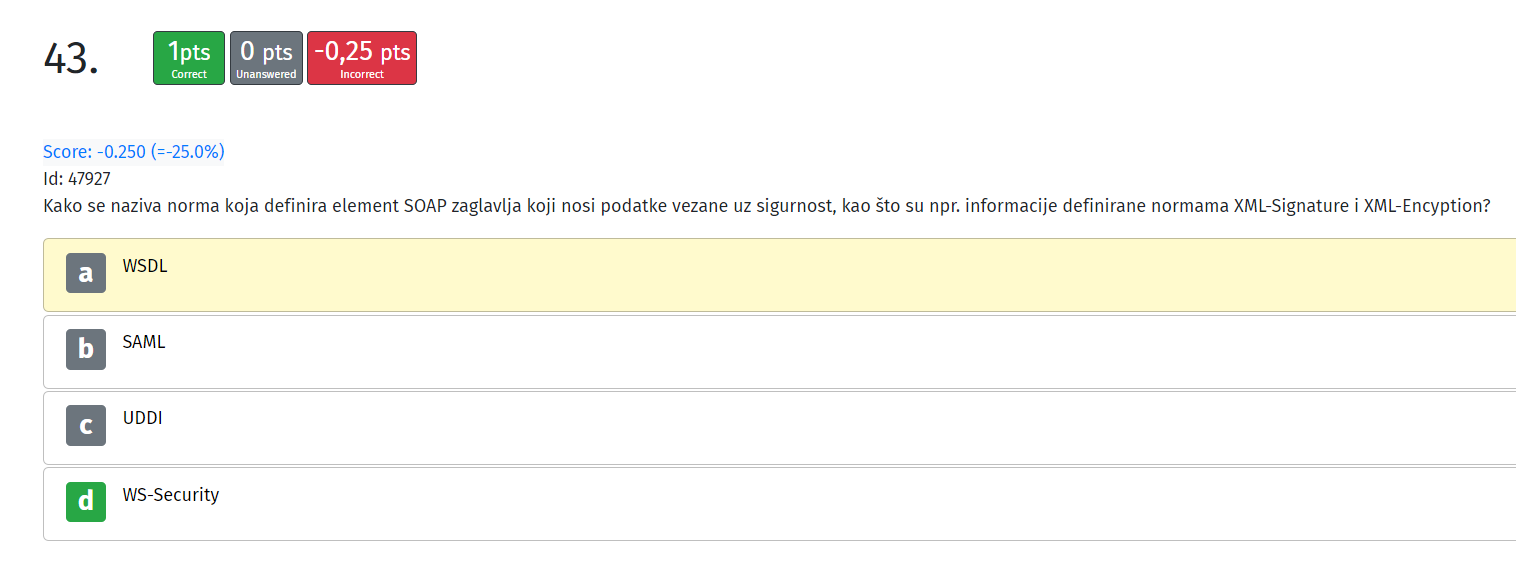 43.
1pts
Correct
0 pts
Unanswered
-0,25 pts
Incorrect
Score: -0.250 (=-25.0%)
Id: 47927
Kako se naziva norma koja definira element SOAP zaglavlja koji nosi podatke vezane uz sigurnost, kao što su npr. informacije definirane normama XML-Signature i XML-Encyption?
a WSDL
b SAML
c UDDI
d WS-Security